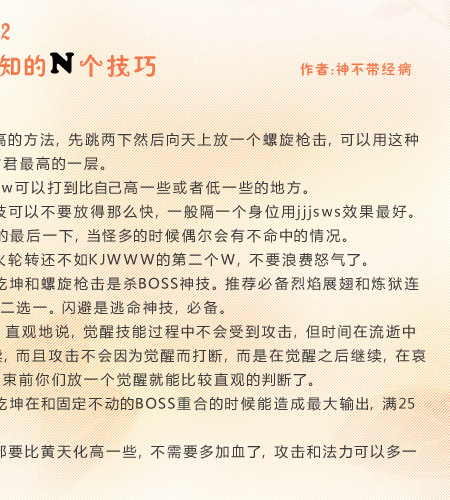 2
知的N个技巧
作者:神不带经病
高的方法, 先跳两下然后向天上放一个螺旋枪击, 可以用这种
君最高的一层。
w可以打到比自己高一些或者低一些的地方。
技可以不要放得那么快, 一般隔一个身位用jjjsws效果最好。
的最后一下, 当怪多的时候偶尔会有不命中的情况。
火轮转还不如KJWWW的第二个W, 不要浪费怒气了。
乾坤和螺旋枪击是杀BOSS神技。推荐必备烈焰展翅和炼狱连
二选一。闪避是逃命神技, 必备。
直观地说, 觉醒技能过程中不会受到攻击, 但时间在流逝中
, 而且攻击不会因为觉醒而打断, 而是在觉醒之后继续, 在哀
束前你们放一个觉醒就能比较直观的判断了。
乾坤在和固定不动的BOSS重合的时候能造成最大输出, 满25
都要比黄天化高一些, 不需要多加血了, 攻击和法力可以多一